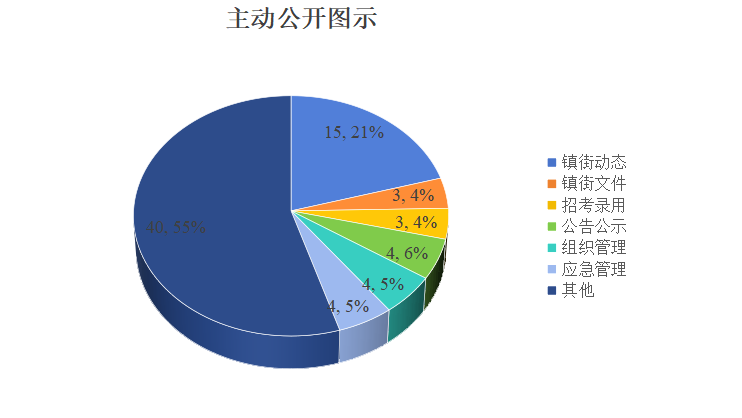 主动公开图示
15, 21%
3, 4%
3, 4%
4, 6%
4, 5%
4, 5%
40, 55%
镇街动态
镇街文件
招考录用
公告公示
组织管理
应急管理
其他